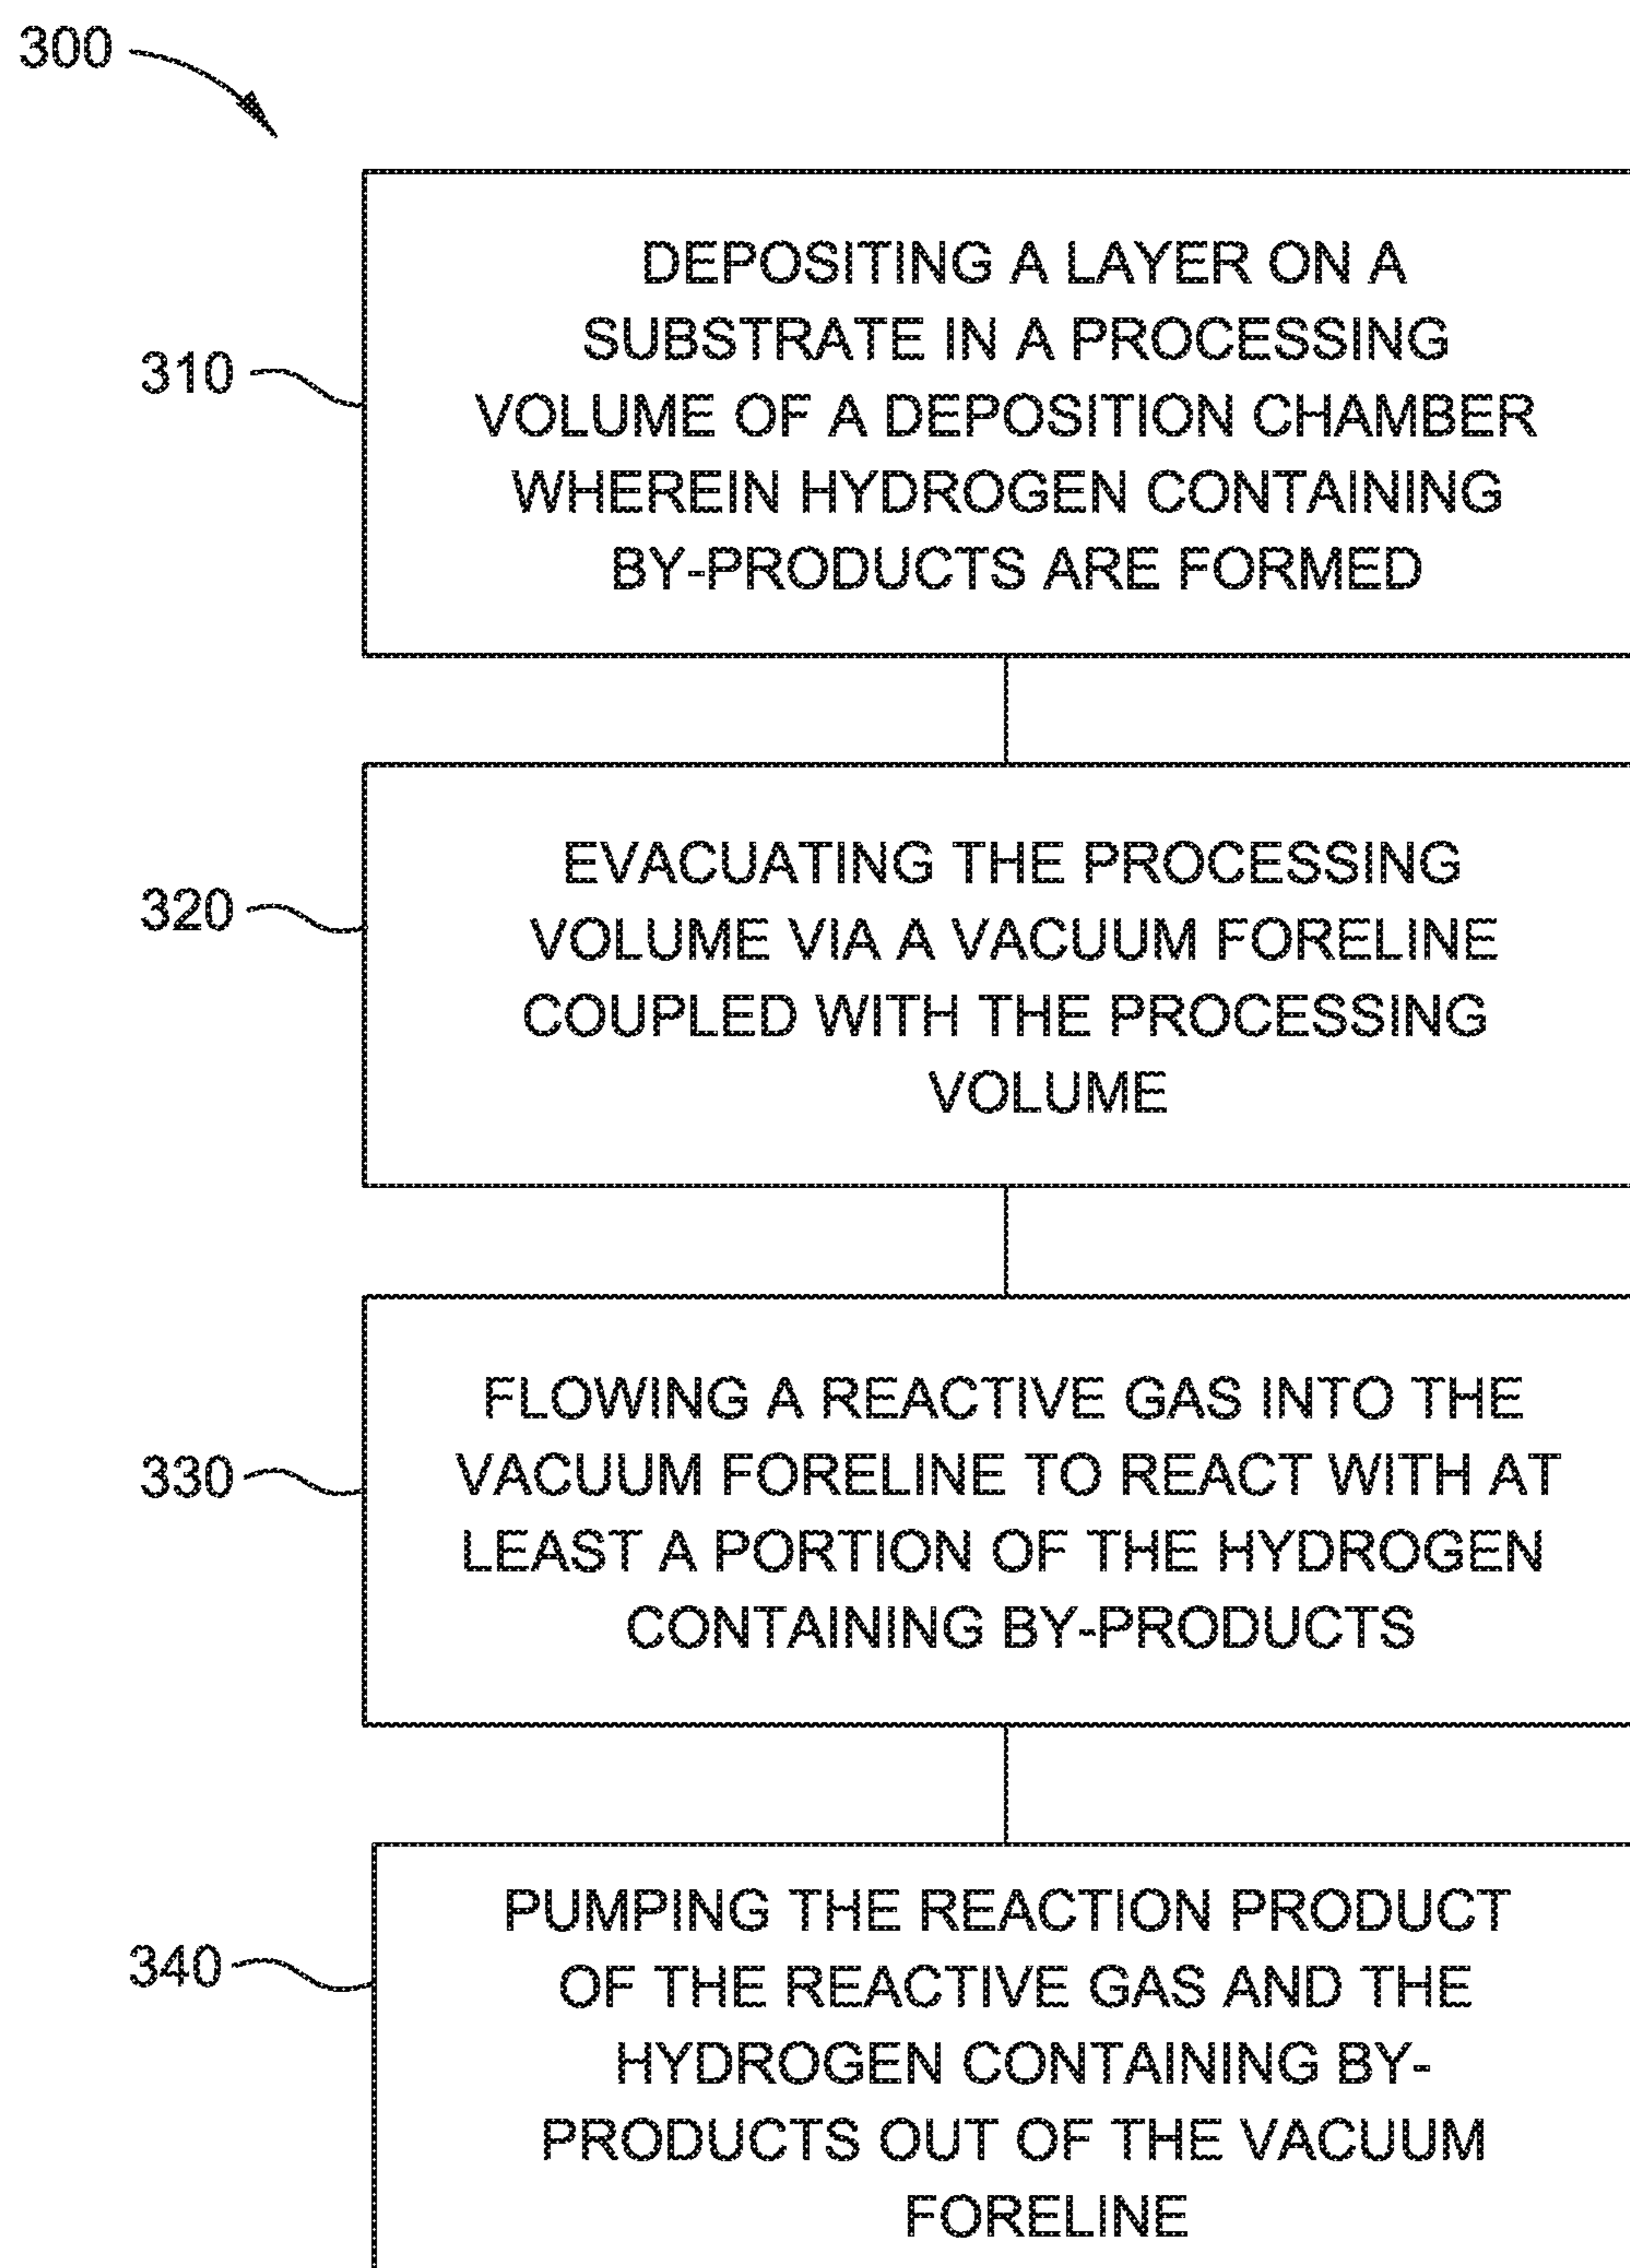 300
310
DEPOSITING A LAYER ON A
SUBSTRATE IN A PROCESSING
VOLUME OF A DEPOSITION CHAMBER
WHEREIN HYDROGEN CONTAINING
BY-PRODUCTS ARE FORMED
320
EVACUATING THE PROCESSING
VOLUME VIA A VACUUM FORELINE
COUPLED WITH THE PROCESSING
VOLUME
330
FLOWING A REACTIVE GAS INTO THE
VACUUM FORELINE TO REACT WITH AT
LEAST A PORTION OF THE HYDROGEN
CONTAINING BY-PRODUCTS
340
PUMPING THE REACTION PRODUCT
OF THE REACTIVE GAS AND THE
HYDROGEN CONTAINING BY-
PRODUCTS OUT OF THE VACUUM
FORELINE